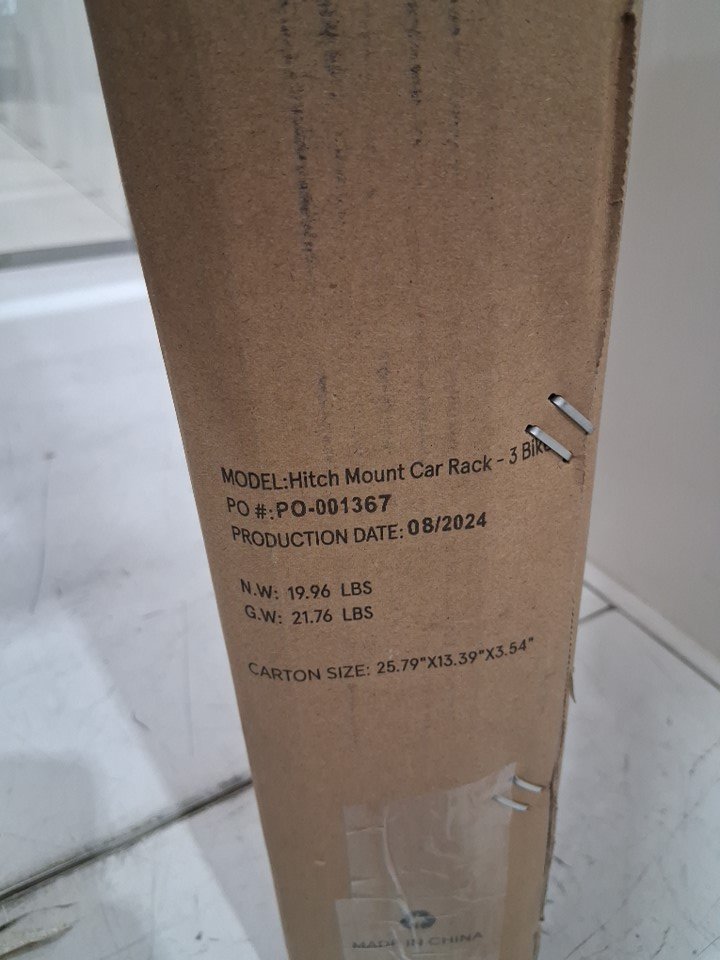 MODEL:Hitch Mount Car Rack - 3 Bike
PO #:PO-001367
PRODUCTION DATE: 08/2024
N.W: 19.96 LBS
G.W: 21.76 LBS
CARTON SIZE: 25.79"X13.39"X3.54"
MADE IN CHINA